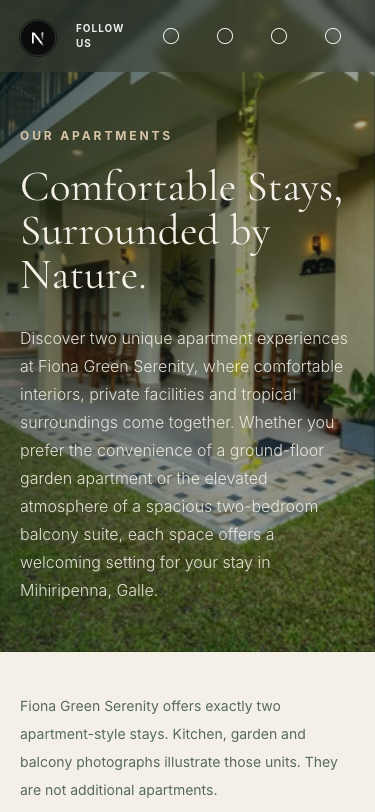 N
FOLLOW
US
OUR APARTMENTS
Comfortable Stays,
Surrounded by
Nature.
Discover two unique apartment experiences
at Fiona Green Serenity, where comfortable
interiors, private facilities and tropical
surroundings come together. Whether you
prefer the convenience of a ground-floor
garden apartment or the elevated
atmosphere of a spacious two-bedroom
balcony suite, each space offers a
welcoming setting for your stay in
Mihiripenna, Galle.
Fiona Green Serenity offers exactly two
apartment-style stays. Kitchen, garden and
balcony photographs illustrate those units. They
are not additional apartments.